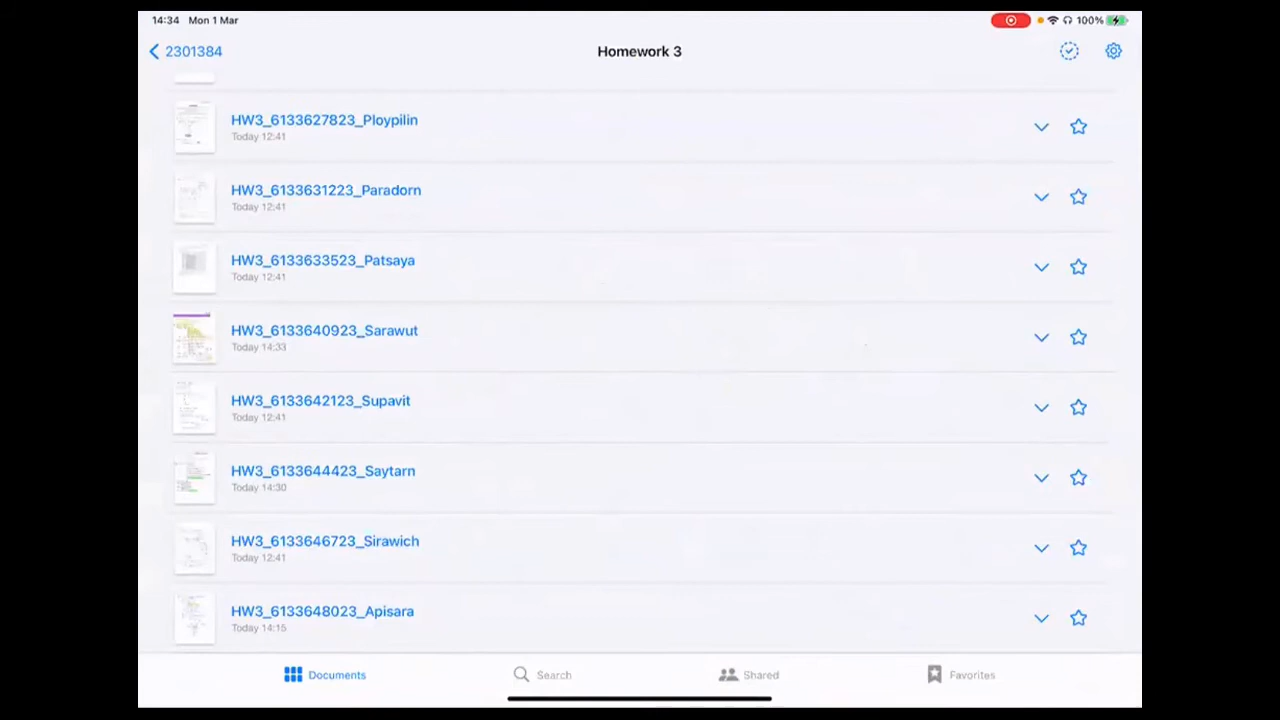 14:34 Mon 1 Mar
100%
2301384
Homework 3
HW3_6133627823_Ploypilin
Today 12:41
HW3_6133631223_Paradorn
Today 12:41
HW3_6133633523_Patsaya
Today 12:41
HW3_6133640923_Sarawut
Today 14:33
HW3_6133642123_Supavit
Today 12:41
HW3_6133644423_Saytarn
Today 14:30
HW3_6133646723_Sirawich
Today 12:41
HW3_6133648023_Apisara
Today 14:15
Documents
Search
Shared
Favorites